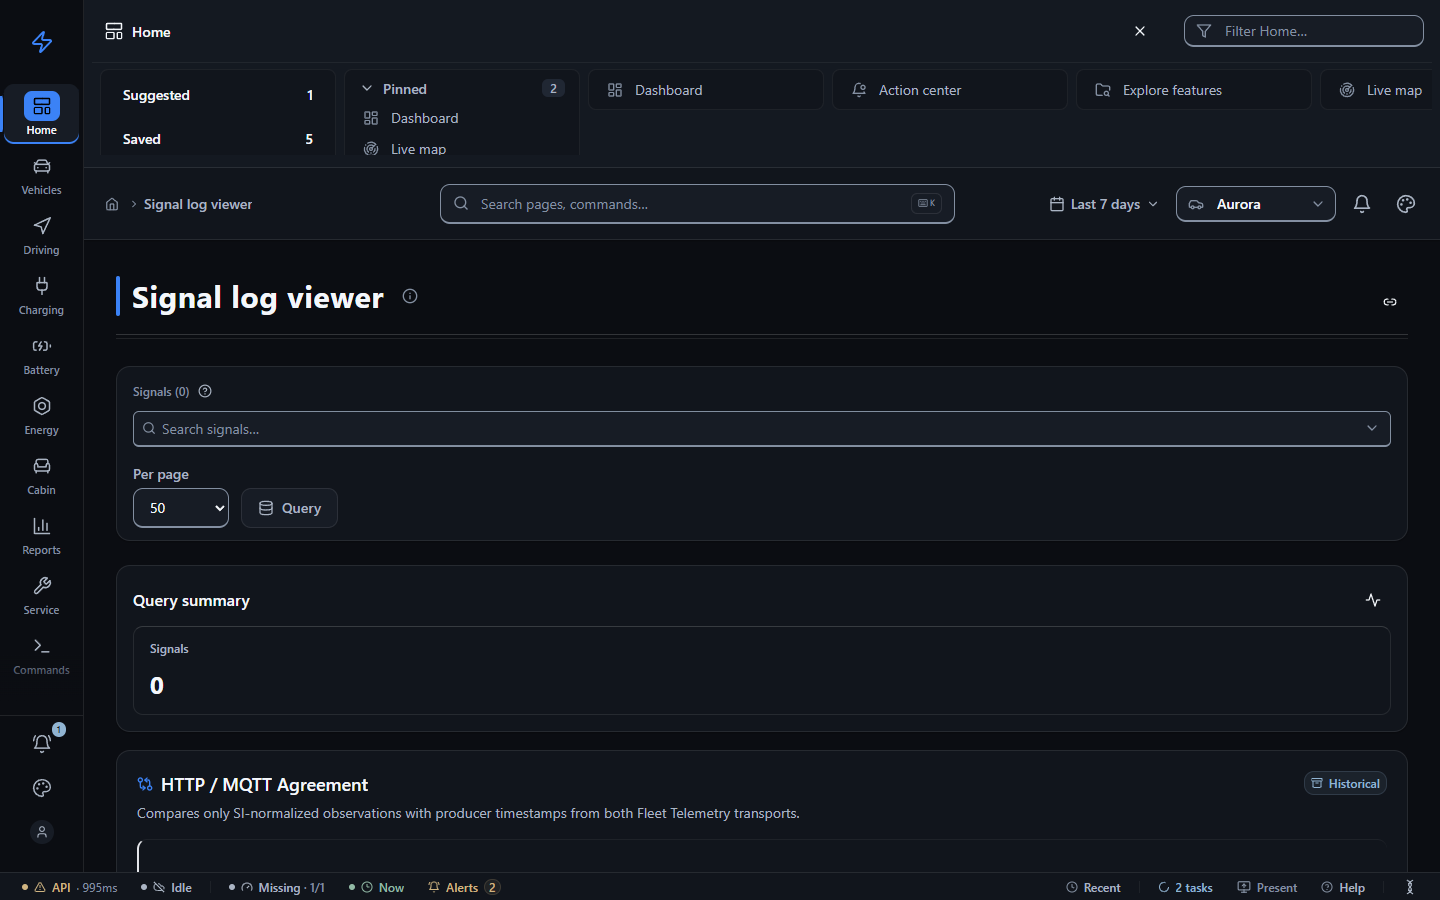 Home
Filter Home...
Suggested 1
Saved 5
Pinned 2
Dashboard
Live map
Dashboard
Action center
Explore features
Live map
Home
Vehicles
Driving
Charging
Battery
Energy
Cabin
Reports
Service
Commands
1
Signal log viewer
Search pages, commands...
K
Last 7 days
Aurora
Signal log viewer
Signals (0)
Search signals...
Per page
50
Query
Query summary
Signals
0
HTTP / MQTT Agreement
Historical
Compares only SI-normalized observations with producer timestamps from both Fleet Telemetry transports.
API · 995ms
Idle
Missing · 1/1
Now
Alerts 2
Recent
2 tasks
Present
Help